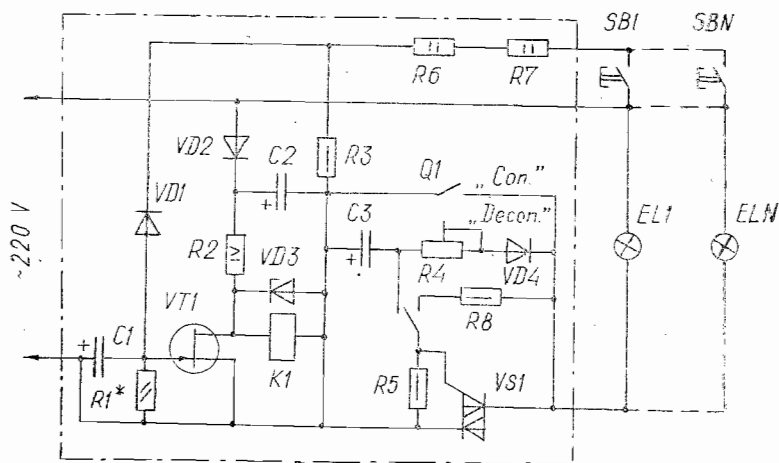 SB1
SBN
R6
R7
VD2
C2
R3
Q1
„Con."
VD1
C3
„Decon."
EL1
ELN
~220 V
R2
VD3
R4
VD4
VT1
R8
C1
K1
R5
VS1
R1*